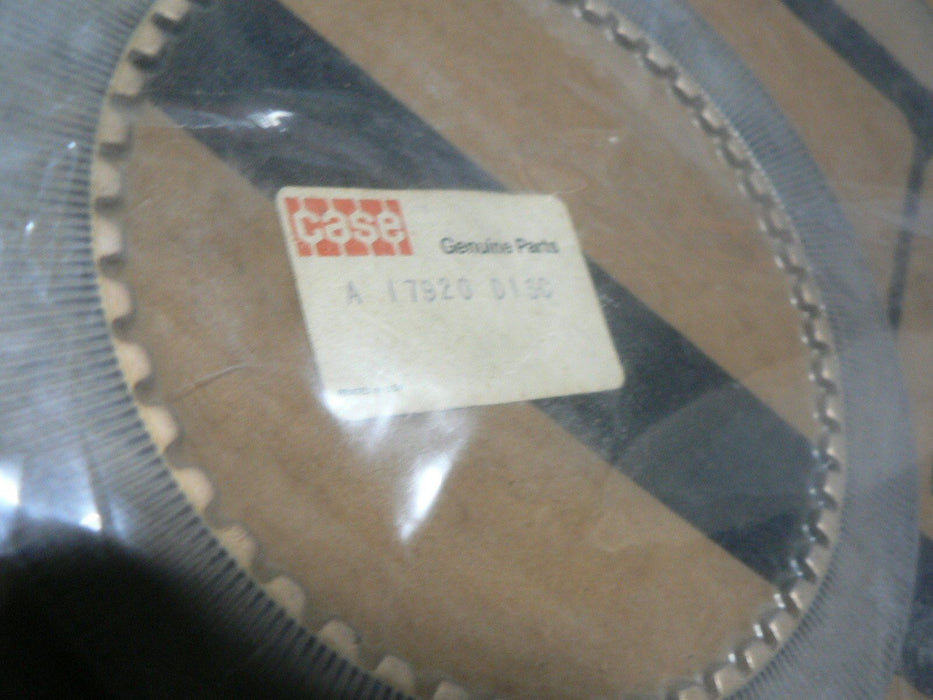 case
Genuine Parts
A 17920 DISC